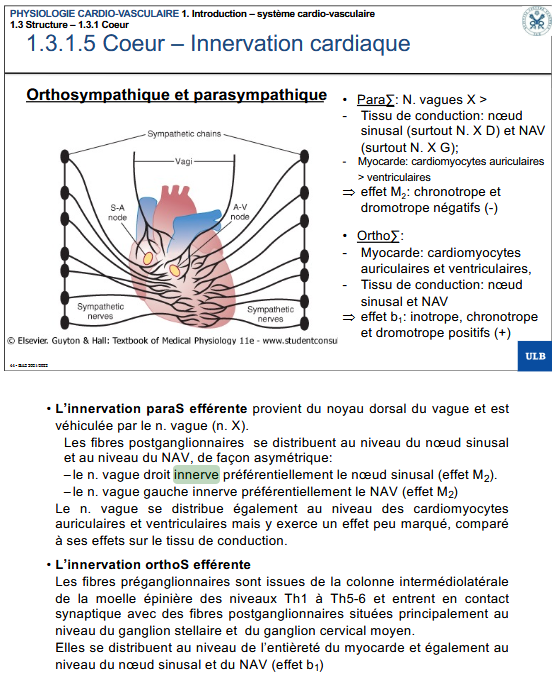 PHYSIOLOGIE CARDIO-VASCULAIRE 1. Introduction – système cardio-vasculaire
1.3 Structure – 1.3.1 Coeur
1.3.1.5 Coeur – Innervation cardiaque
Orthosympathique et parasympathique
Sympathetic chains
Vagi
S-A
node
A-V
node
Sympathetic
nerves
Sympathetic
nerves
© Elsevier. Guyton & Hall: Textbook of Medical Physiology 11e - www.studentconsu
• Para∑: N. vagues X >
- Tissu de conduction: nœud
sinusal (surtout N. X D) et NAV
(surtout N. X G);
- Myocarde: cardiomyocytes auriculaires
> ventriculaires
⇒ effet M2: chronotrope et
dromotrope négatifs (-)
• Ortho∑:
- Myocarde: cardiomyocytes
auriculaires et ventriculaires,
- Tissu de conduction: nœud
sinusal et NAV
⇒ effet b1: inotrope, chronotrope
et dromotrope positifs (+)
ULB
• L'innervation paraS efférente provient du noyau dorsal du vague et est
véhiculée par le n. vague (n. X).
Les fibres postganglionnaires se distribuent au niveau du nœud sinusal
et au niveau du NAV, de façon asymétrique:
– le n. vague droit innerve préférentiellement le nœud sinusal (effet M2).
– le n. vague gauche innerve préférentiellement le NAV (effet M2)
Le n. vague se distribue également au niveau des cardiomyocytes
auriculaires et ventriculaires mais y exerce un effet peu marqué, comparé
à ses effets sur le tissu de conduction.
• L'innervation orthoS efférente
Les fibres préganglionnaires sont issues de la colonne intermédiolatérale
de la moelle épinière des niveaux Th1 à Th5-6 et entrent en contact
synaptique avec des fibres postganglionnaires situées principalement au
niveau du ganglion stellaire et du ganglion cervical moyen.
Elles se distribuent au niveau de l'entièreté du myocarde et également au
niveau du nœud sinusal et du NAV (effet b1)